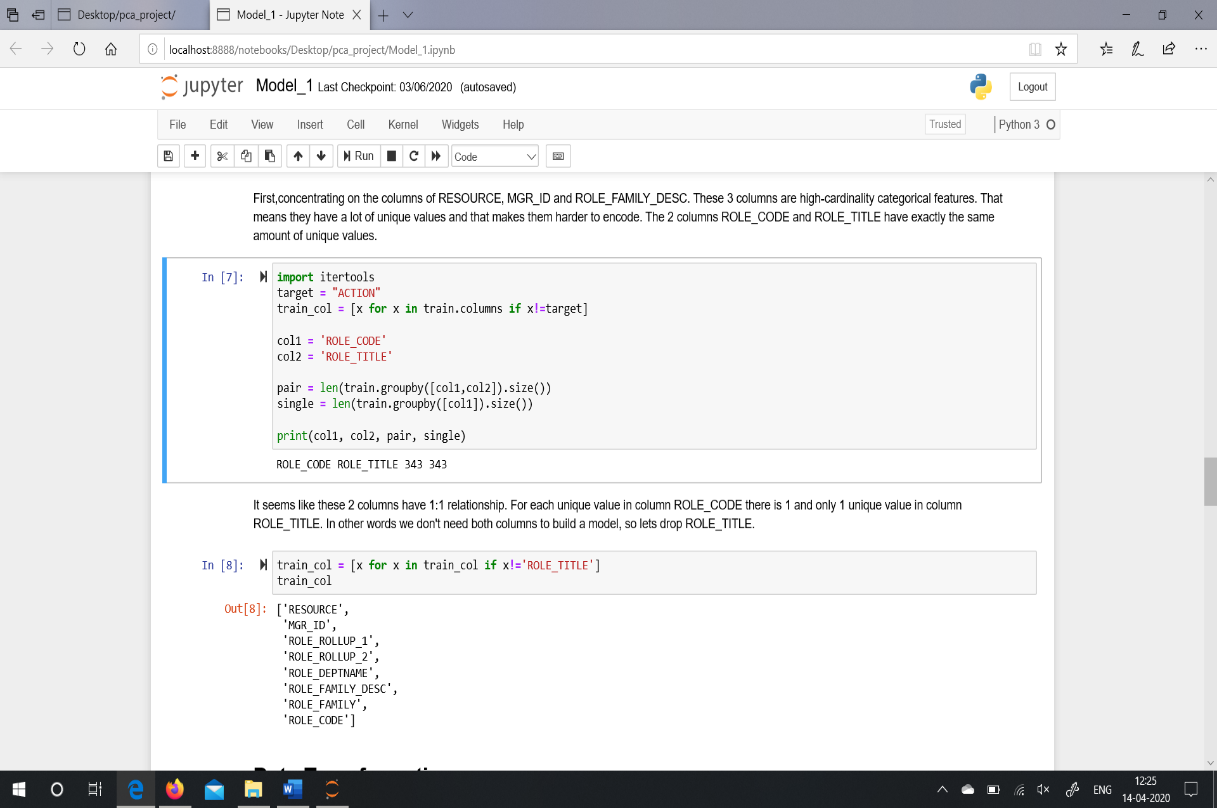 Desktop/pca_project/
Model_1 - Jupyter Note
localhost:8888/notebooks/Desktop/pca_project/Model_1.ipynb
jupyter Model_1 Last Checkpoint: 03/06/2020 (autosaved)
Logout
File Edit View Insert Cell Kernel Widgets Help
Trusted
Python 3
Run
Code
First,concentrating on the columns of RESOURCE, MGR_ID and ROLE_FAMILY_DESC. These 3 columns are high-cardinality categorical features. That
means they have a lot of unique values and that makes them harder to encode. The 2 columns ROLE_CODE and ROLE_TITLE have exactly the same
amount of unique values.
In [7]:
import itertools
target = "ACTION"
train_col = [x for x in train.columns if x!=target]
col1 = 'ROLE_CODE'
col2 = 'ROLE_TITLE'
pair = len(train.groupby([col1,col2]).size())
single = len(train.groupby([col1]).size())
print(col1, col2, pair, single)
ROLE_CODE ROLE_TITLE 343 343
It seems like these 2 columns have 1:1 relationship. For each unique value in column ROLE_CODE there is 1 and only 1 unique value in column
ROLE_TITLE. In other words we don't need both columns to build a model, so lets drop ROLE_TITLE.
In [8]:
train_col = [x for x in train_col if x!='ROLE_TITLE']
train_col
Out[8]: ['RESOURCE',
'MGR_ID',
'ROLE_ROLLUP_1',
'ROLE_ROLLUP_2',
'ROLE_DEPTNAME',
'ROLE_FAMILY_DESC',
'ROLE_FAMILY',
'ROLE_CODE']
ENG
12:25
14-04-2020